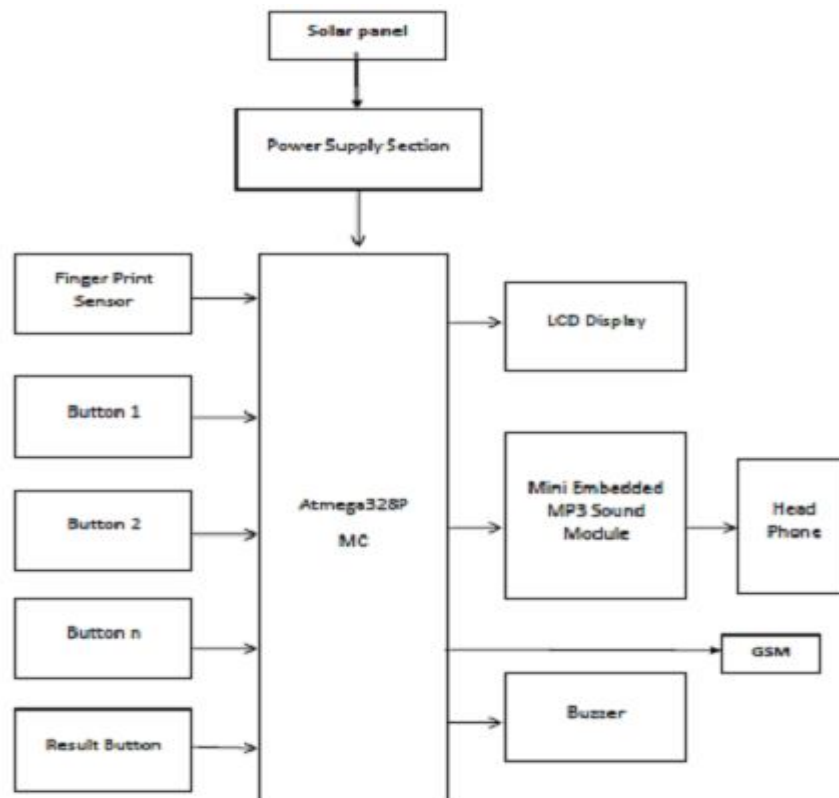 Solar panel
Power Supply Section
Finger Print
Sensor
Button 1
Button 2
Button n
Result Button
Atmega328P
MC
LCD Display
Mini Embedded
MP3 Sound
Module
Head
Phone
GSM
Buzzer